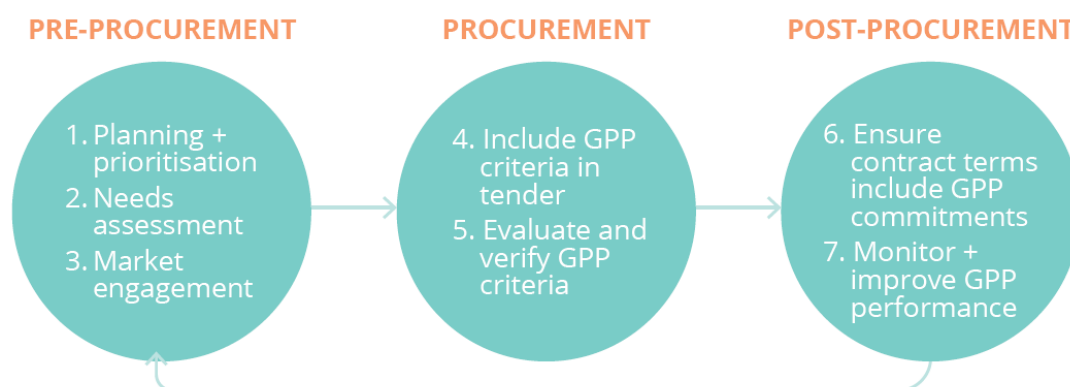 PRE-PROCUREMENT
1. Planning +
prioritisation
2. Needs
assessment
3. Market
engagement
PROCUREMENT
4. Include GPP
criteria in
tender
5. Evaluate and
verify GPP
criteria
POST-PROCUREMENT
6. Ensure
contract terms
include GPP
commitments
7. Monitor +
improve GPP
performance